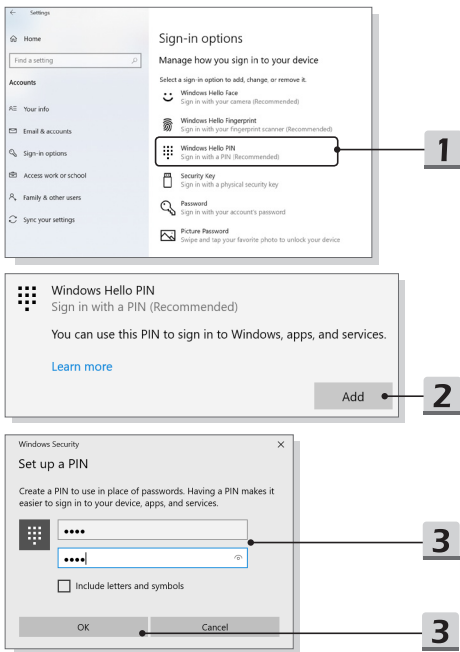 Settings
Home
Find a setting
Accounts
Your info
Email & accounts
Sign-in options
Access work or school
Family & other users
Sync your settings
Sign-in options
Manage how you sign in to your device
Select a sign-in option to add, change, or remove it.
Windows Hello Face
Sign in with your camera (Recommended)
Windows Hello Fingerprint
Sign in with your fingerprint scanner (Recommended)
Windows Hello PIN
Sign in with a PIN (Recommended)
Security Key
Sign in with a physical security key
Password
Sign in with your account's password
Picture Password
Swipe and tap your favorite photo to unlock your device
1
Windows Hello PIN
Sign in with a PIN (Recommended)
You can use this PIN to sign in to Windows, apps, and services.
Learn more
Add
2
Windows Security
Set up a PIN
Create a PIN to use in place of passwords. Having a PIN makes it
easier to sign in to your device, apps, and services.
••••
••••
3
Include letters and symbols
OK Cancel
3